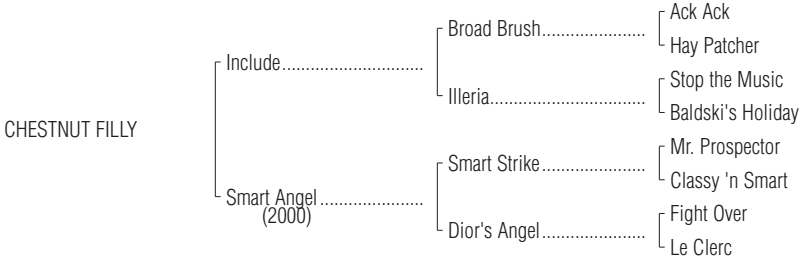 Ack Ack
Broad Brush......................
Hay Patcher
Include..............................
Stop the Music
Illeria.................................
Baldski's Holiday
CHESTNUT FILLY
Mr. Prospector
Smart Strike......................
Classy 'n Smart
Smart Angel......................
(2000)
Fight Over
Dior's Angel......................
Le Clerc